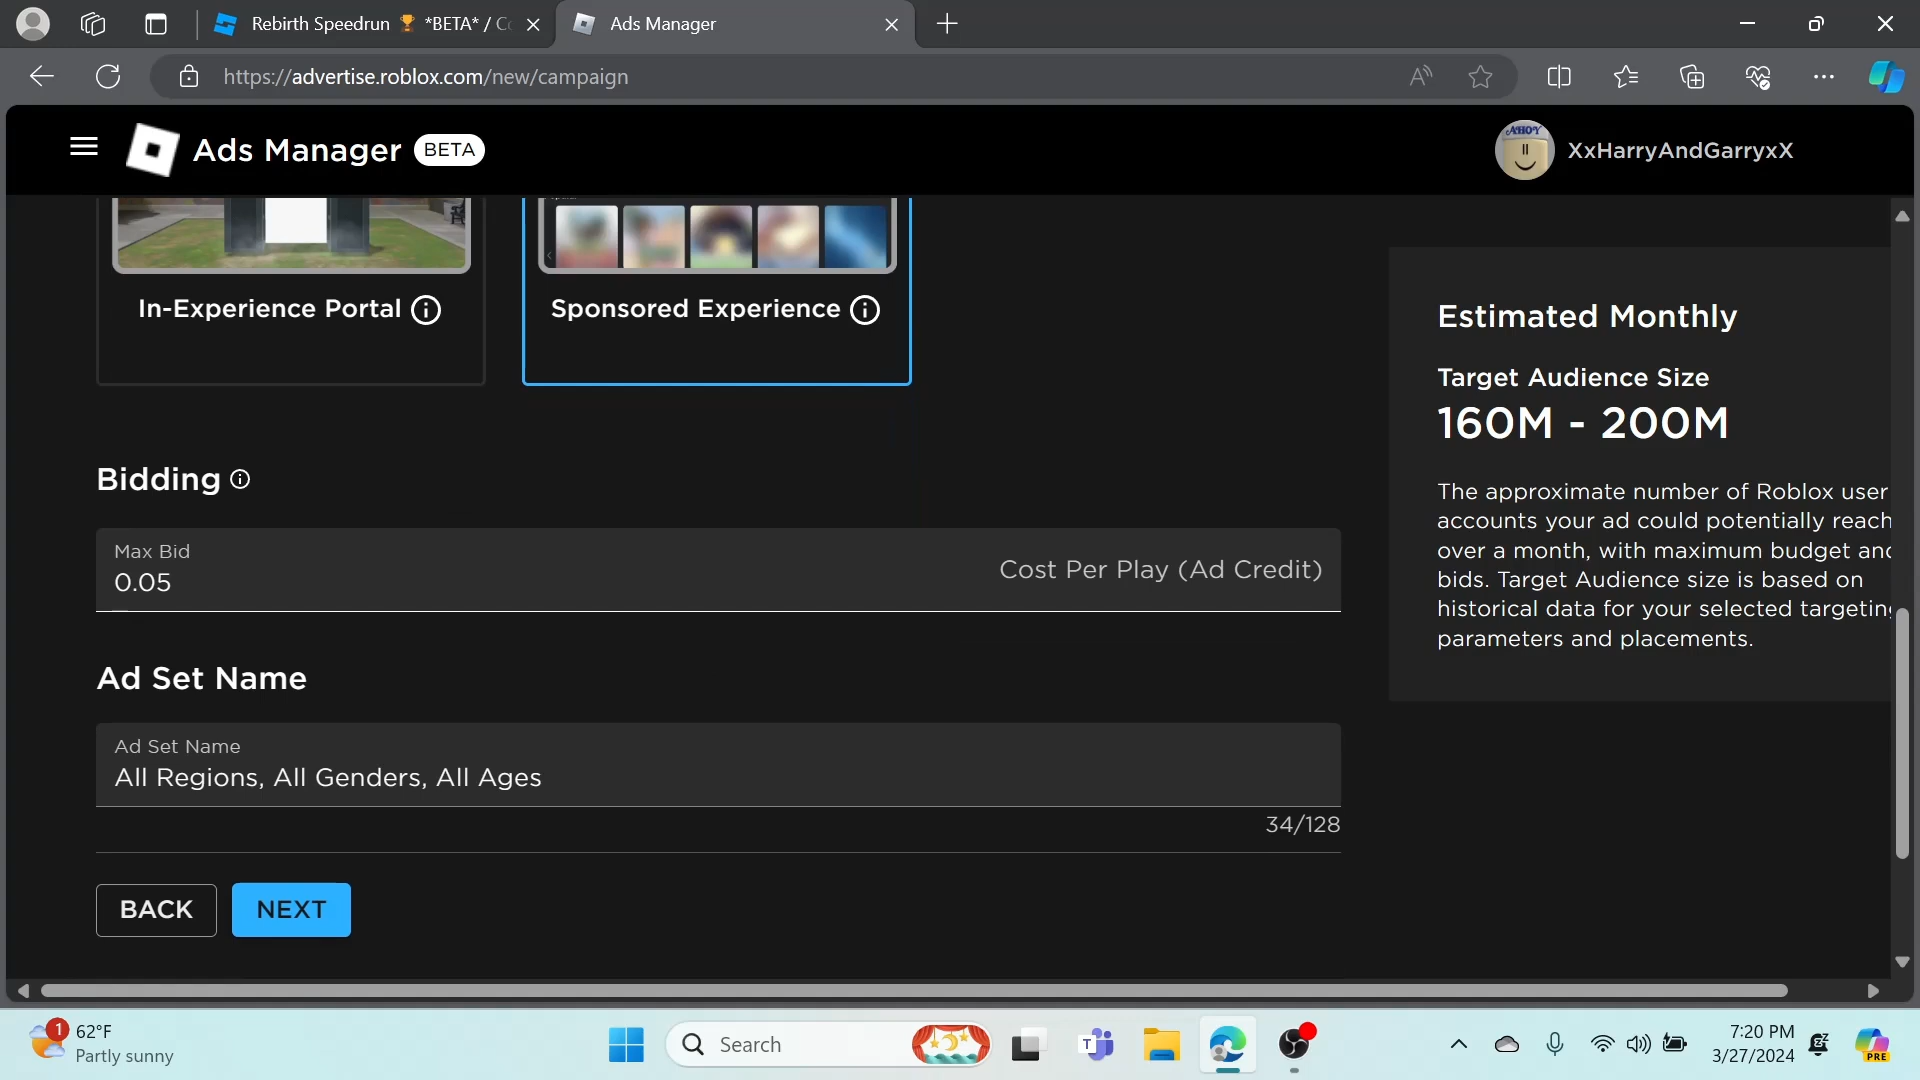 Rebirth Speedrun 🏆 *BETA* / Co
Ads Manager
https://advertise.roblox.com/new/campaign
Ads Manager BETA
AHOY
XxHarryAndGarryxX
In-Experience Portal
Sponsored Experience
Estimated Monthly
Target Audience Size
160M - 200M
The approximate number of Roblox user
accounts your ad could potentially reach
over a month, with maximum budget and
bids. Target Audience size is based on
historical data for your selected targeting
parameters and placements.
Bidding
Max Bid
0.05
Cost Per Play (Ad Credit)
Ad Set Name
Ad Set Name
All Regions, All Genders, All Ages
34/128
BACK
NEXT
1
62°F
Partly sunny
Search
7:20 PM
3/27/2024
PRE